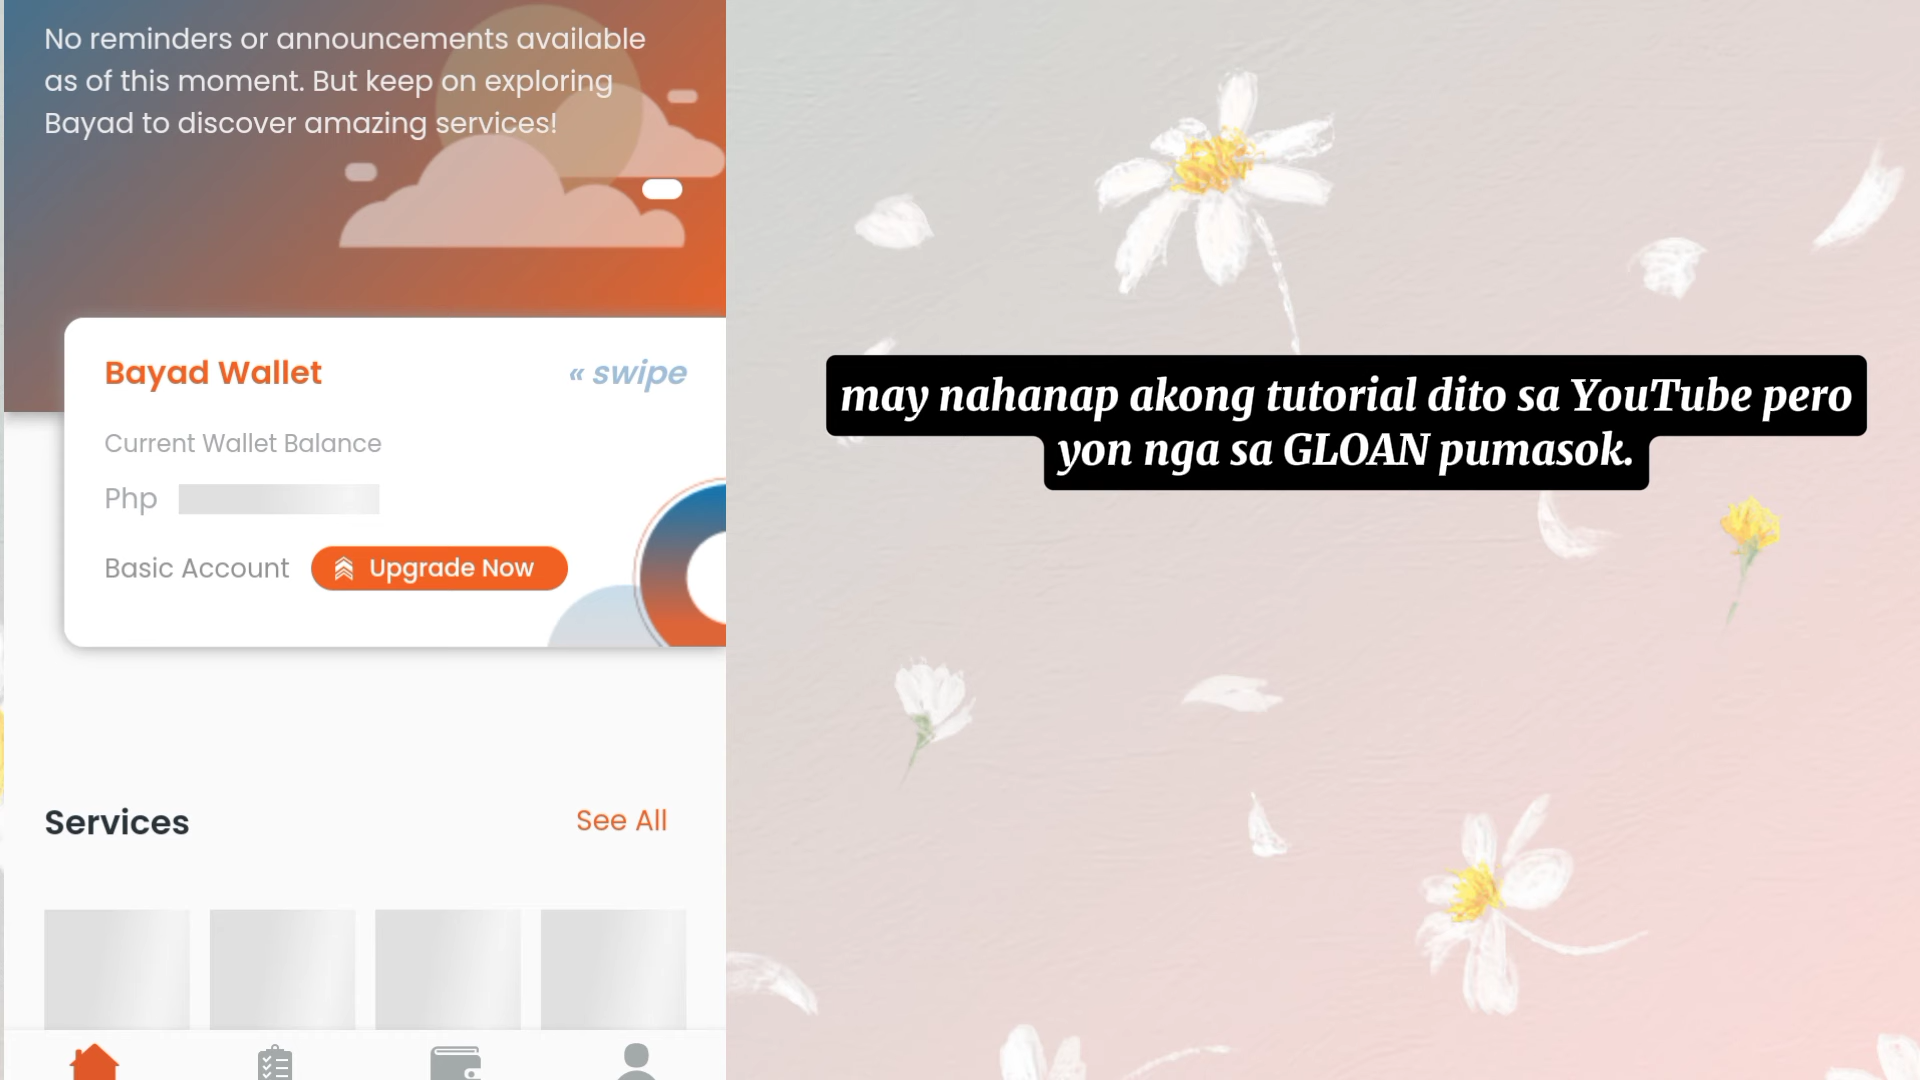 No reminders or announcements available
as of this moment. But keep on exploring
Bayad to discover amazing services!
Bayad Wallet
« swipe
Current Wallet Balance
Php
Basic Account
Upgrade Now
Services
See All
may nahanap akong tutorial dito sa YouTube pero
yon nga sa GLOAN pumasok.